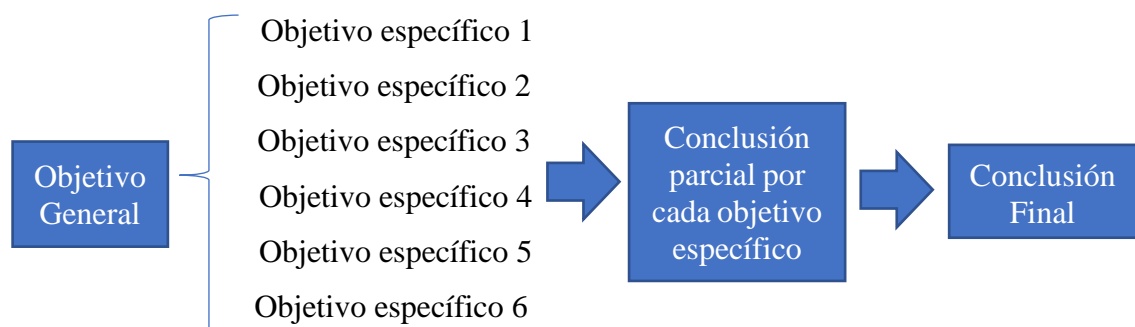 Objetivo
General
Objetivo específico 1
Objetivo específico 2
Objetivo específico 3
Objetivo específico 4
Objetivo específico 5
Objetivo específico 6
Conclusión
parcial por
cada objetivo
específico
Conclusión
Final